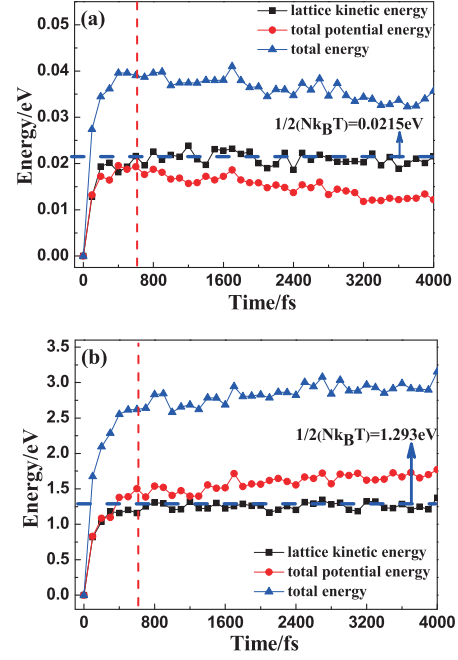 (a)
lattice kinetic energy
total potential energy
total energy
0.05
0.04
0.03
0.02
0.01
0.00
Energy/eV
1/2(NkBT)=0.0215eV
0 800 1600 2400 3200 4000
Time/fs
(b)
3.5
3.0
2.5
2.0
1.5
1.0
0.5
0.0
Energy/eV
1/2(NkBT)=1.293eV
lattice kinetic energy
total potential energy
total energy
0 800 1600 2400 3200 4000
Time/fs